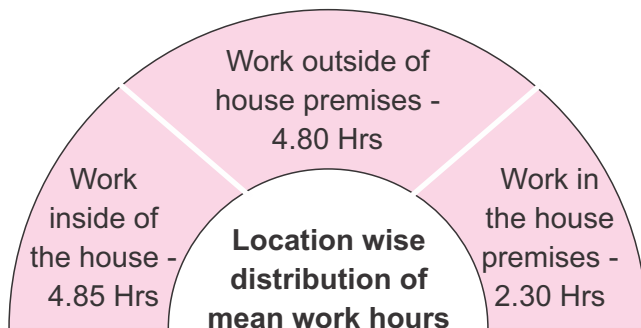 Work outside of
house premises -
4.80 Hrs
Work
inside of
the house -
4.85 Hrs
Work in
the house
premises -
2.30 Hrs
Location wise
distribution of
mean work hours